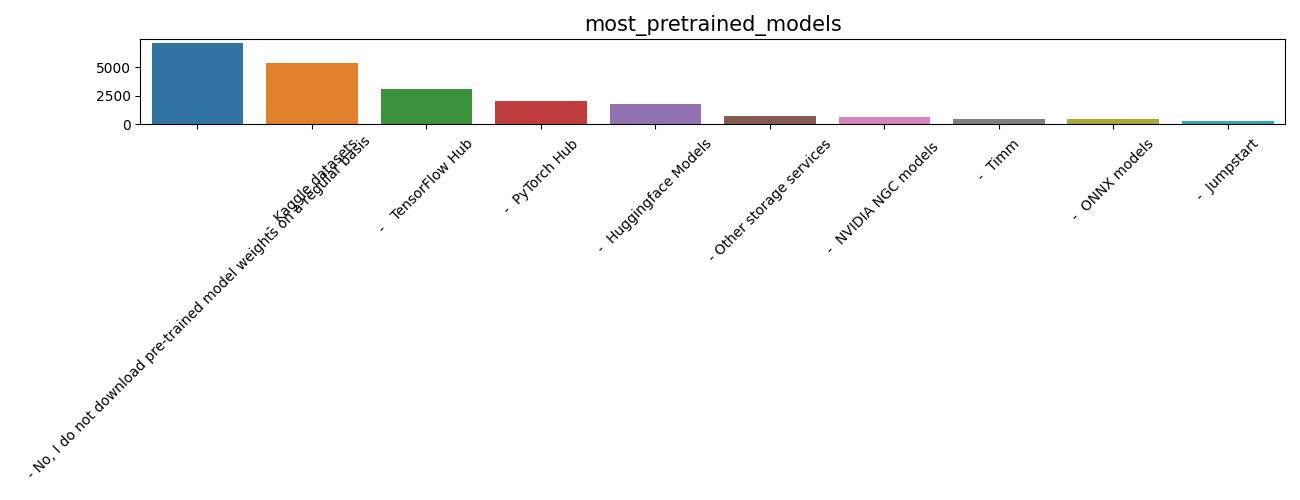 most_pretrained_models
5000
2500
0
- No, I do not download pre-trained model weights on a regular basis
- Kaggle datasets
- TensorFlow Hub
- PyTorch Hub
- Huggingface Models
- Other storage services
- NVIDIA NGC models
- Timm
- ONNX models
- Jumpstart